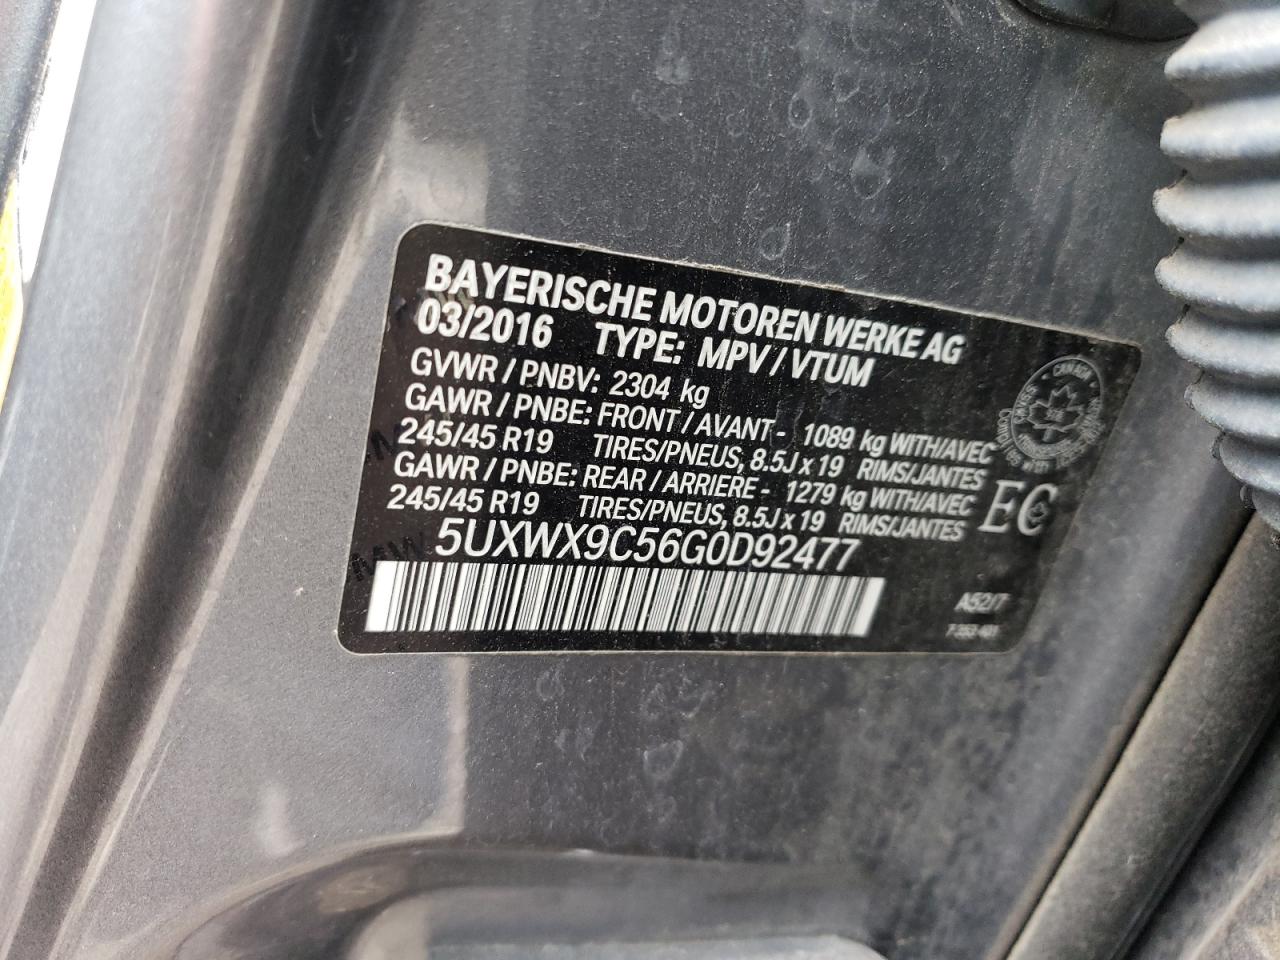 BAYERISCHE MOTOREN WERKE AG
03/2016 TYPE: MPV / VTUM
GVWR / PNBV: 2304 kg
GAWR / PNBE: FRONT / AVANT - 1089 kg WITH/AVEC
245/45 R19 TIRES/PNEUS, 8.5J x 19 RIMS/JANTES
GAWR / PNBE: REAR / ARRIERE - 1279 kg WITH/AVEC
245/45 R19 TIRES/PNEUS, 8.5J x 19 RIMS/JANTES
5UXWX9C56G0D92477
CANADA
EC